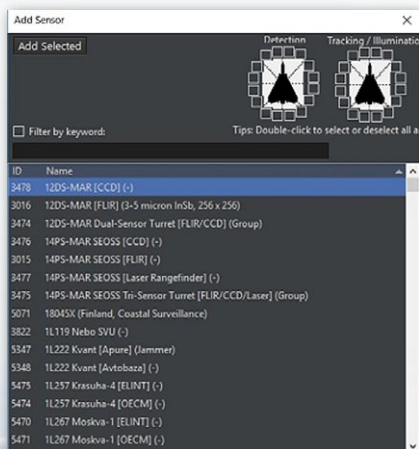 Add Sensor
Add Selected
Detection
Tracking / Illuminatio
Filter by keyword:
Tips: Double-click to select or deselect all a
ID Name
3478 12DS-MAR [CCD] (-)
3016 12DS-MAR [FLIR] (3-5 micron InSb, 256 x 256)
3474 12DS-MAR Dual-Sensor Turret [FLIR/CCD] (Group)
3476 14PS-MAR SEOSS [CCD] (-)
3015 14PS-MAR SEOSS [FLIR] (-)
3477 14PS-MAR SEOSS [Laser Rangefinder] (-)
3475 14PS-MAR SEOSS Tri-Sensor Turret [FLIR/CCD/Laser] (Group)
5071 18045X (Finland, Coastal Surveillance)
3822 1L119 Nebo SVU (-)
5347 1L222 Kvant [Apure] (Jammer)
5348 1L222 Kvant [Avtobaza] (-)
5475 1L257 Krasuha-4 [ELINT] (-)
5474 1L257 Krasuha-4 [OECM] (-)
5470 1L267 Moskva-1 [ELINT] (-)
5471 1L267 Moskva-1 [OECM] (-)